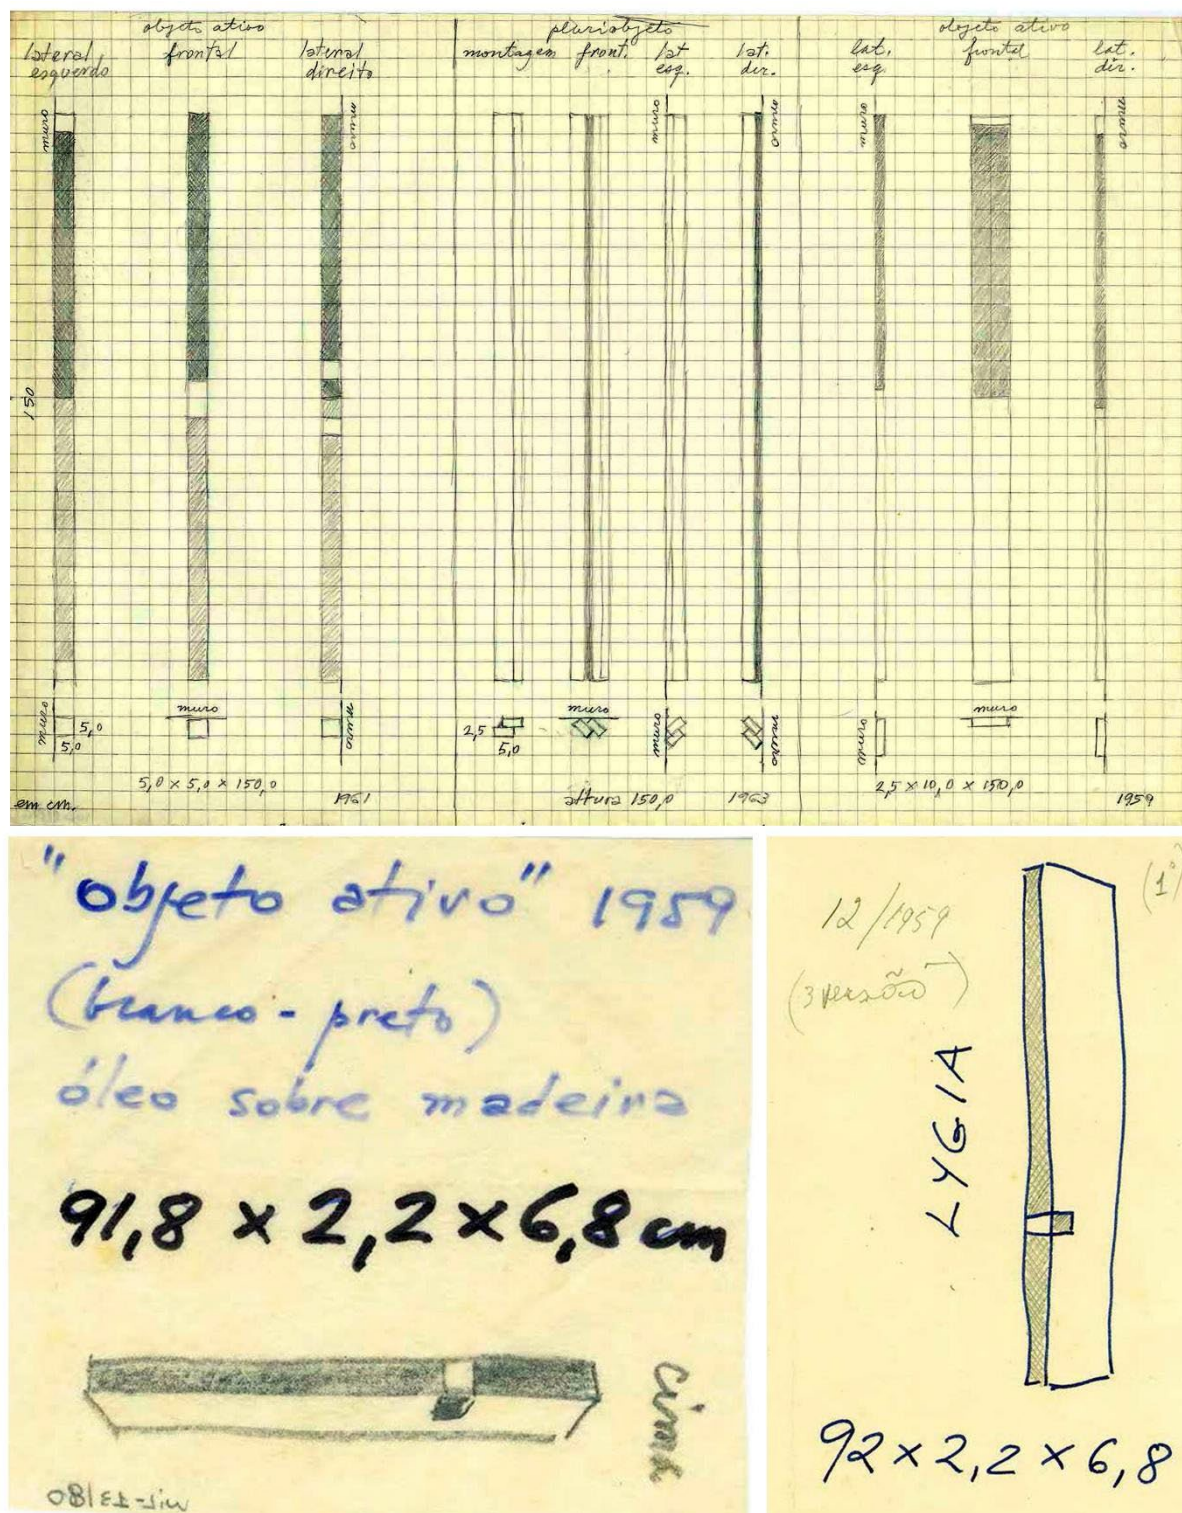 objeto ativo
lateral esquerdo
frontal
lateral direito
muro
muro
150
muro
5,0
5,0
muro
muro
5,0 x 5,0 x 150,0
em cm.
1961
pluriobjeto
montagem
front.
lat esq.
lat. dir.
muro
muro
2,5
5,0
muro
muro
muro
altura 150,0
1963
objeto ativo
lat. esq
frontal
lat. dir.
muro
muro
muro
muro
2,5 x 10,0 x 150,0
1959
"objeto ativo" 1959
(branco - preto)
óleo sobre madeira
91,8 x 2,2 x 6,8 cm
cima
12/1959
(3 versão)
(1º)
LYGIA
92 x 2,2 x 6,8